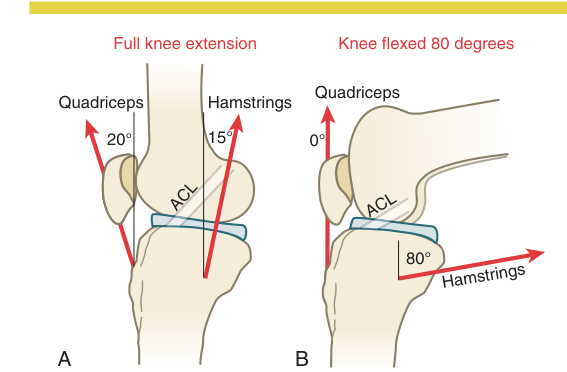 Full knee extension
Knee flexed 80 degrees
Quadriceps
Hamstrings
20°
15°
ACL
A
Quadriceps
0°
ACL
80°
Hamstrings
B